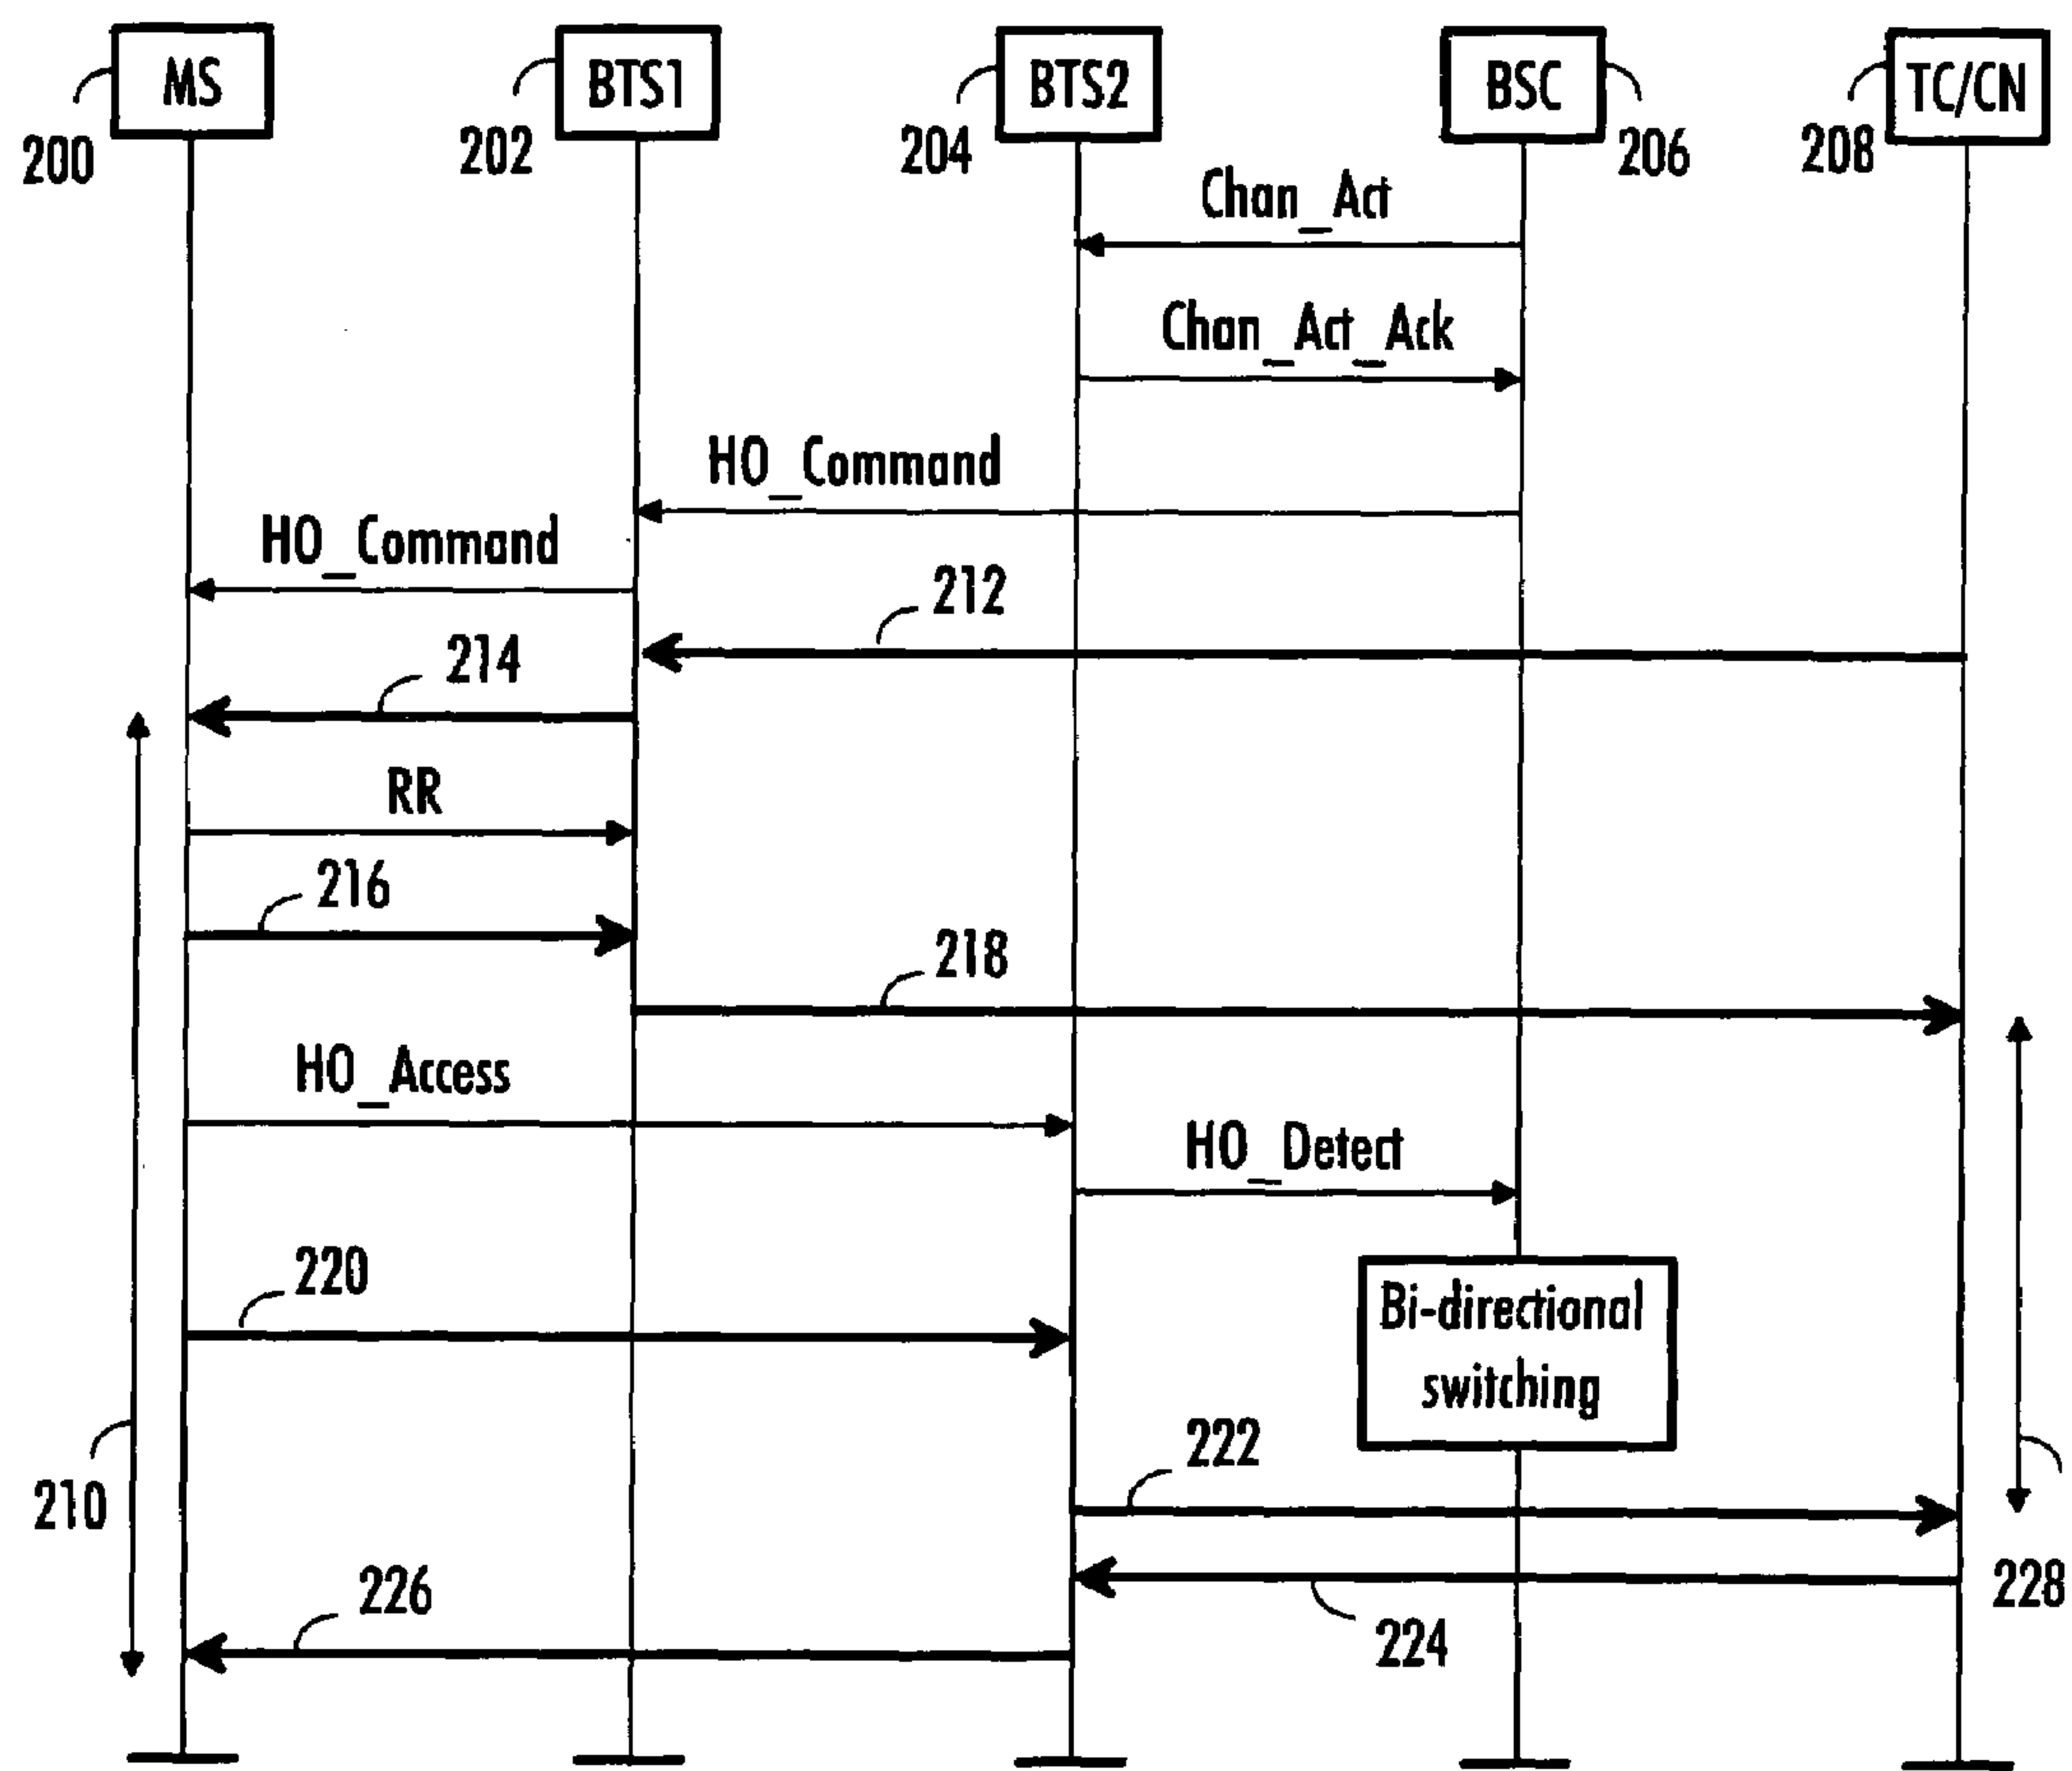 MS
BTS1
BTS2
BSC
TC/CN
200
202
204
206
208
Chan_Act
Chan_Act_Ack
HO_Command
HO_Command
212
214
RR
216
218
HO_Access
HO_Detect
220
Bi-directional
switching
222
210
226
224
228